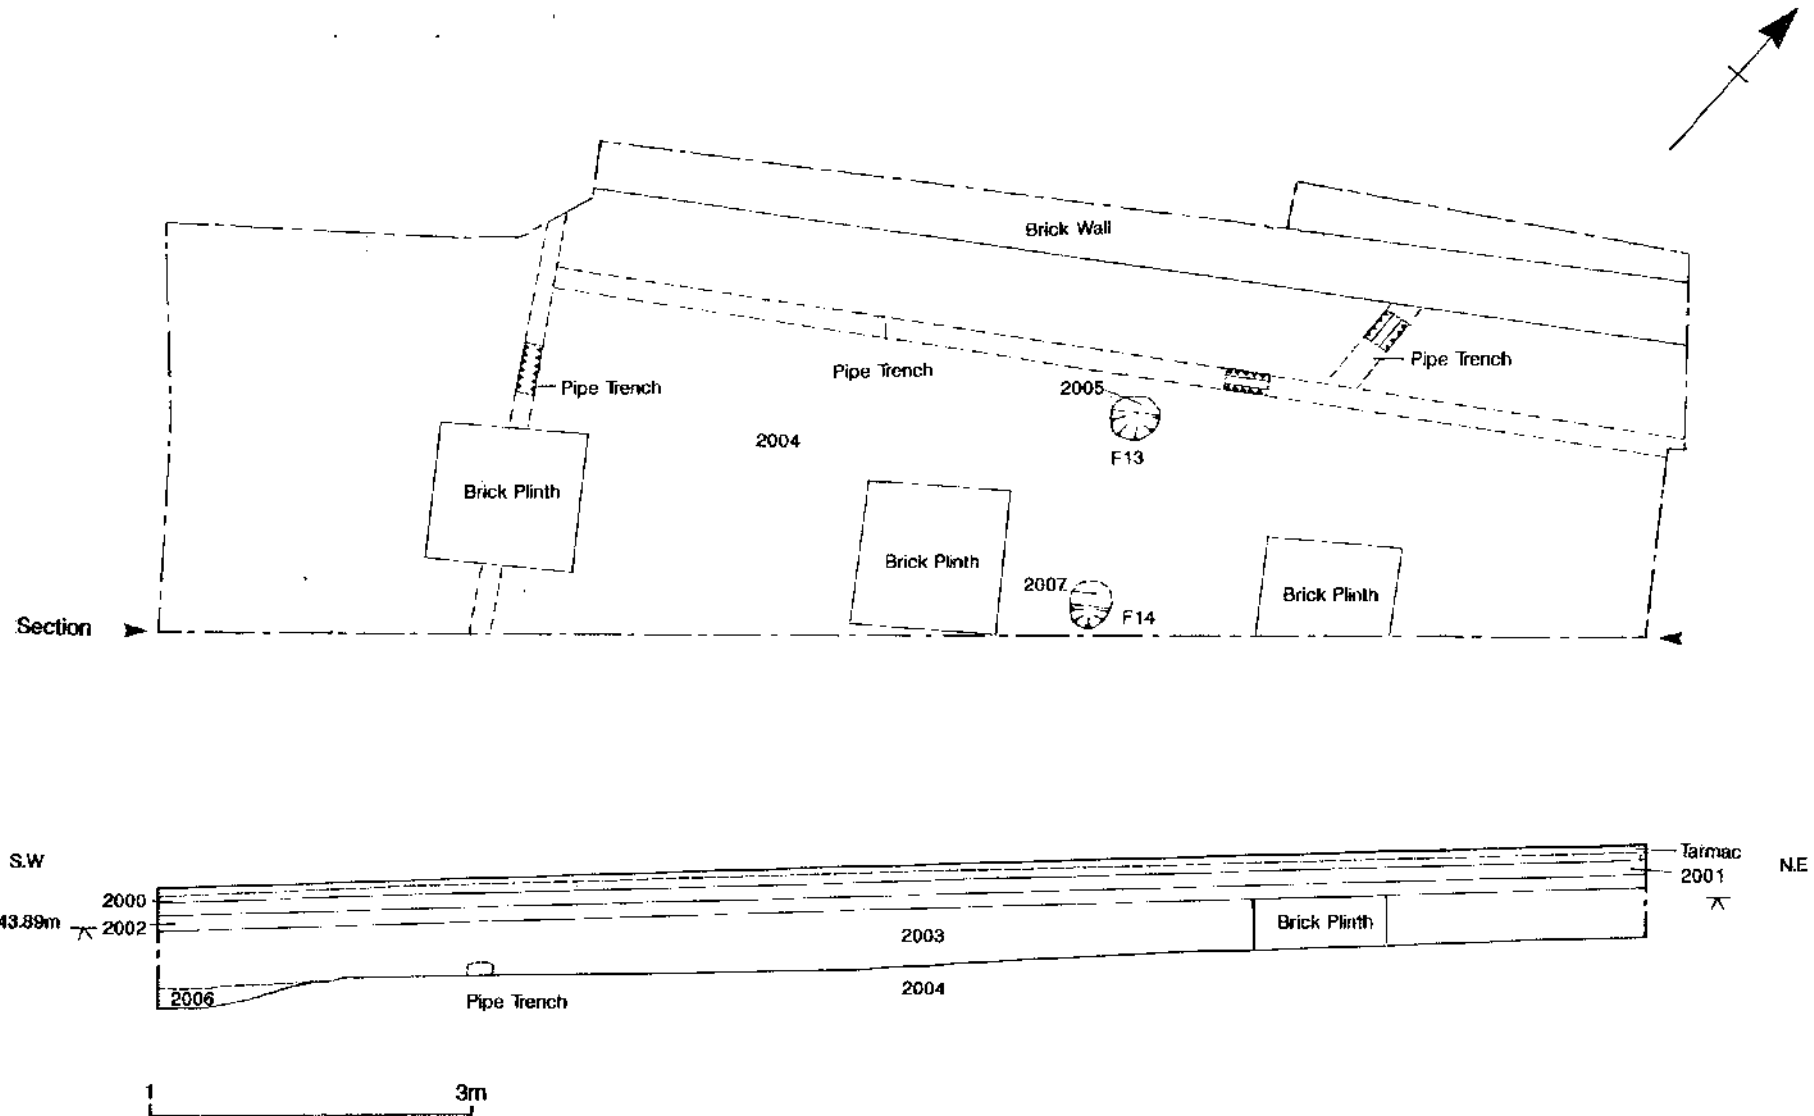 Brick Wall
Pipe Trench
Pipe Trench
Pipe Trench
2005
2004
F13
Brick Plinth
Brick Plinth
2007
Brick Plinth
F14
Section
S.W
Tarmac
N.E
2001
2000
43.89m
2002
Brick Plinth
2003
2004
2006
Pipe Trench
1
3m